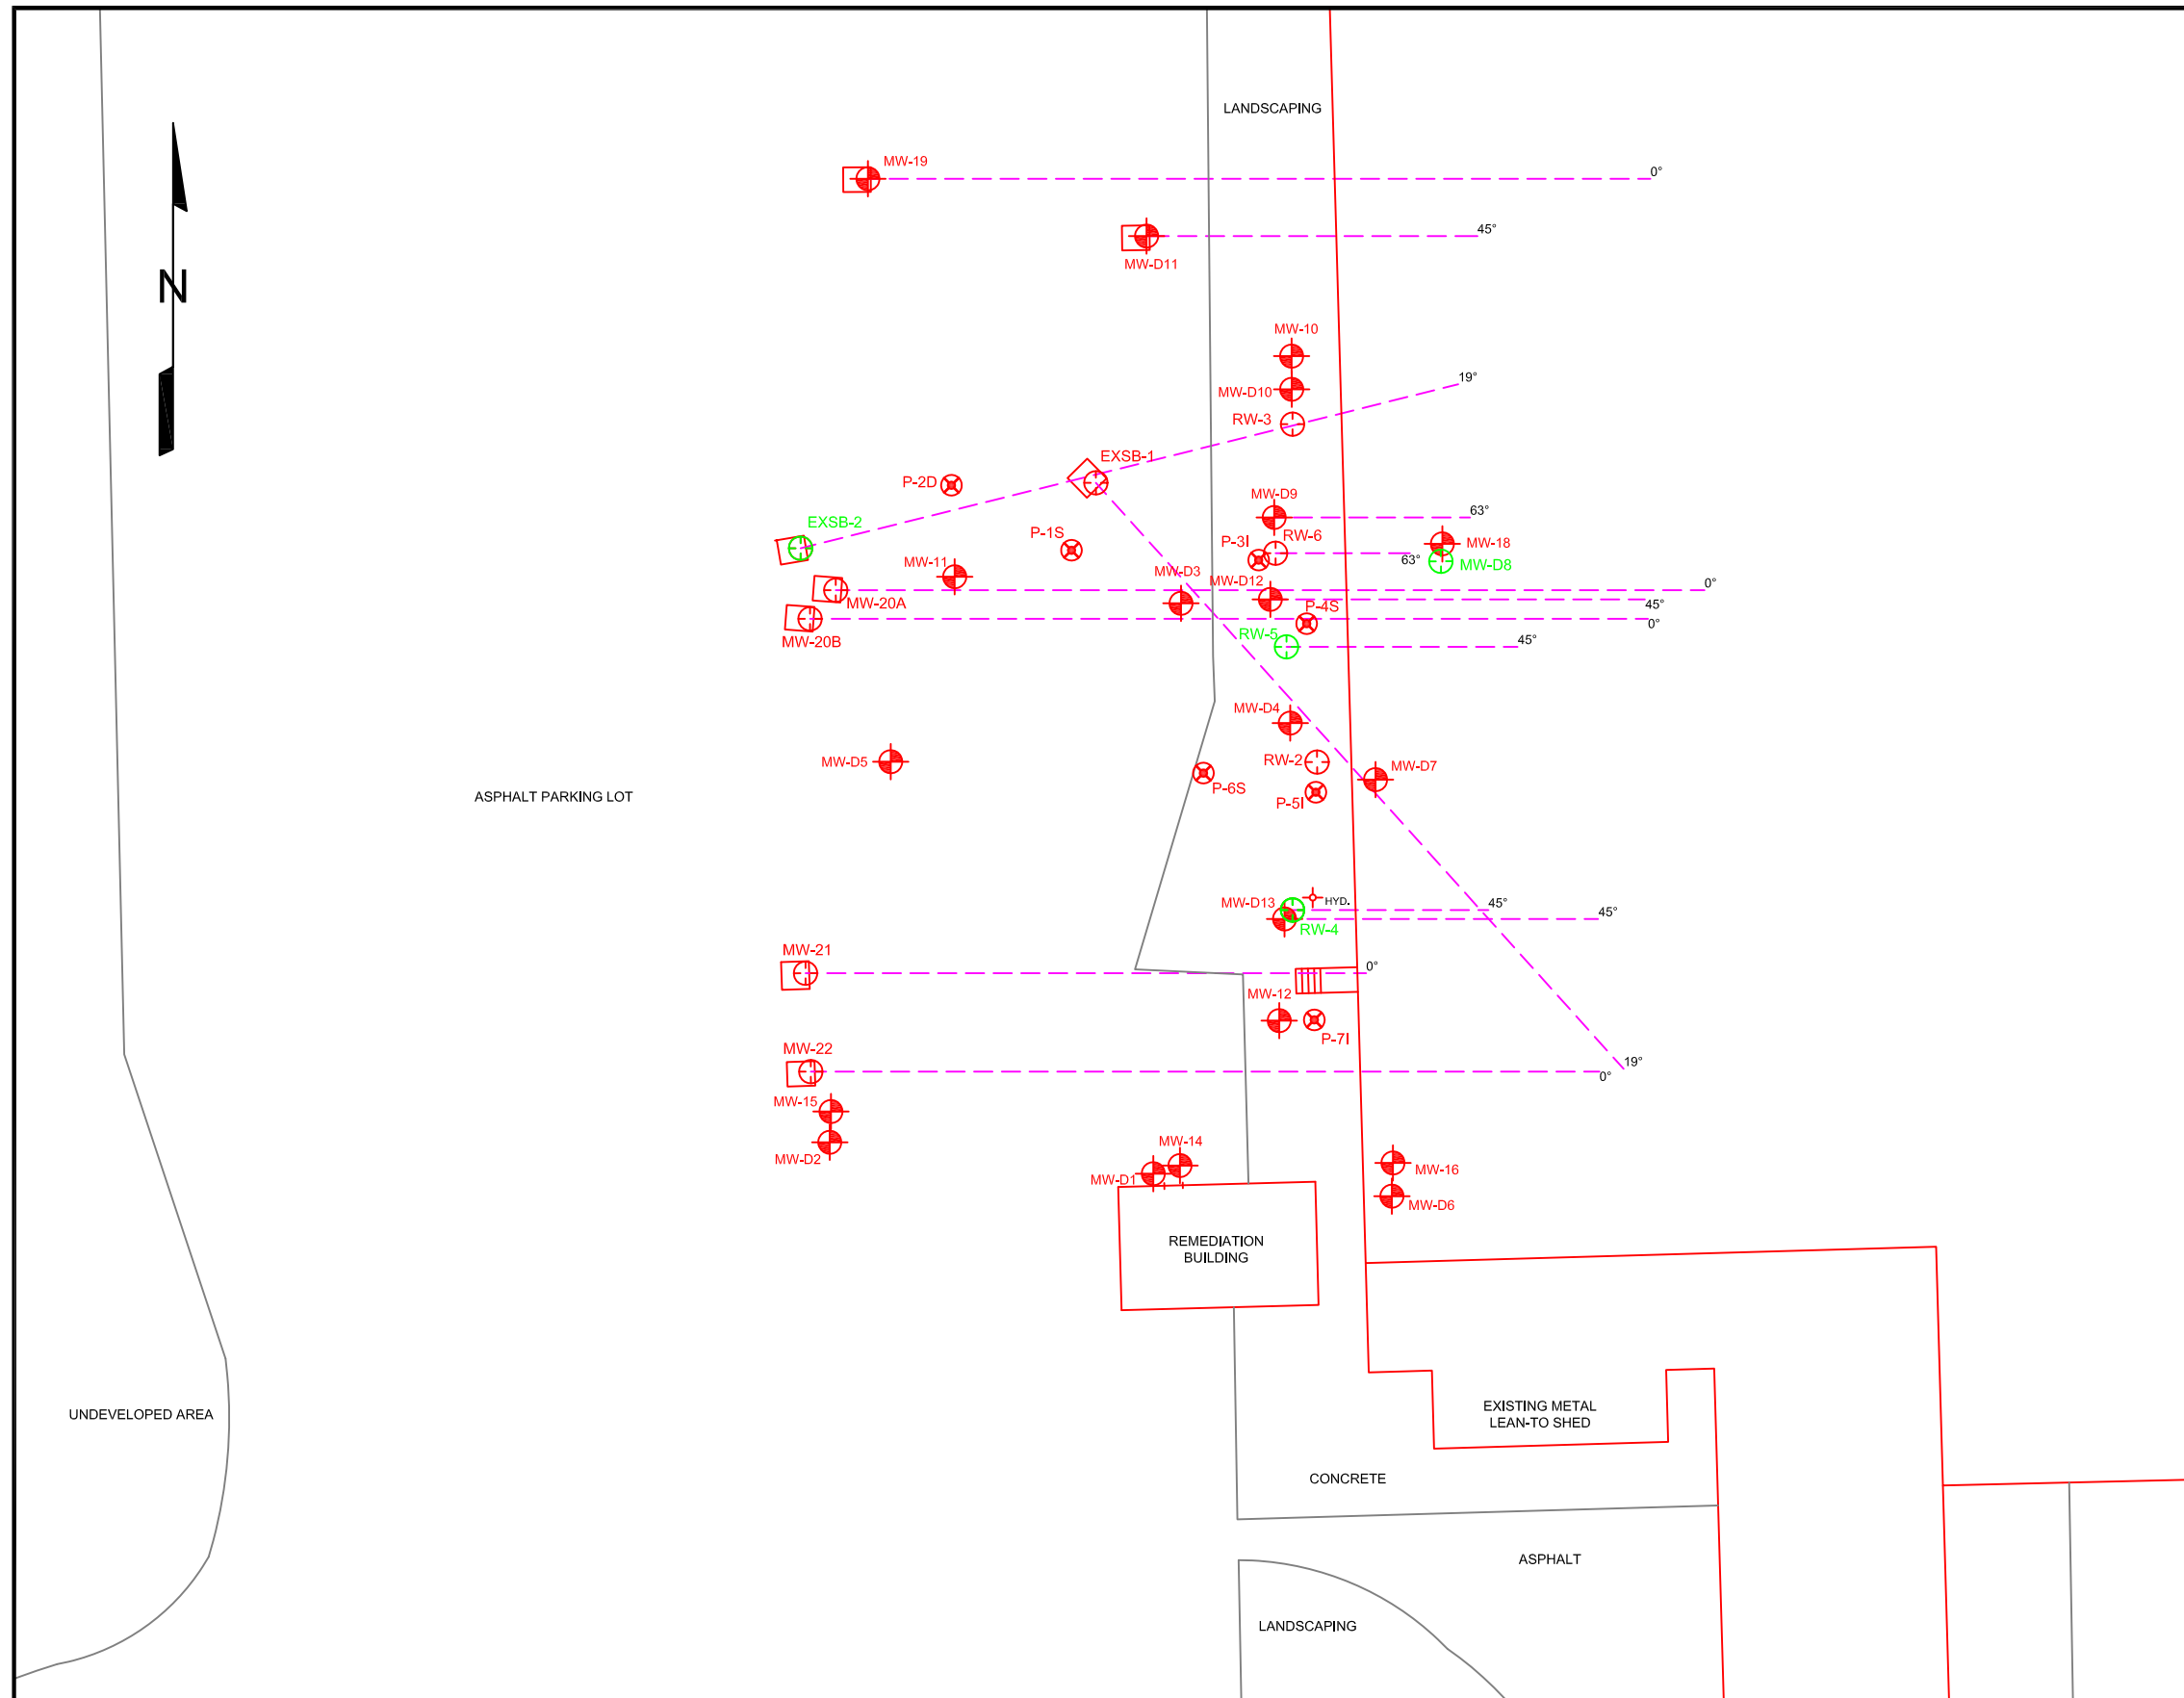 LANDSCAPING
MW-19
0°
45°
MW-D11
N
MW-10
19°
MW-D10
RW-3
EXSB-1
P-2D
MW-D9
63°
EXSB-2
P-1S
P-3I
RW-6
MW-18
63°
MW-D8
MW-11
MW-D3
MW-D12
0°
MW-20A
P-4S
45°
0°
MW-20B
RW-5
45°
MW-D4
MW-D5
RW-2
MW-D7
P-6S
P-5I
ASPHALT PARKING LOT
MW-D13
HYD.
45°
45°
RW-4
MW-21
0°
MW-12
P-7I
MW-22
19°
0°
MW-15
MW-14
MW-D2
MW-D1
MW-16
MW-D6
REMEDIATION
BUILDING
UNDEVELOPED AREA
EXISTING METAL
LEAN-TO SHED
CONCRETE
ASPHALT
LANDSCAPING